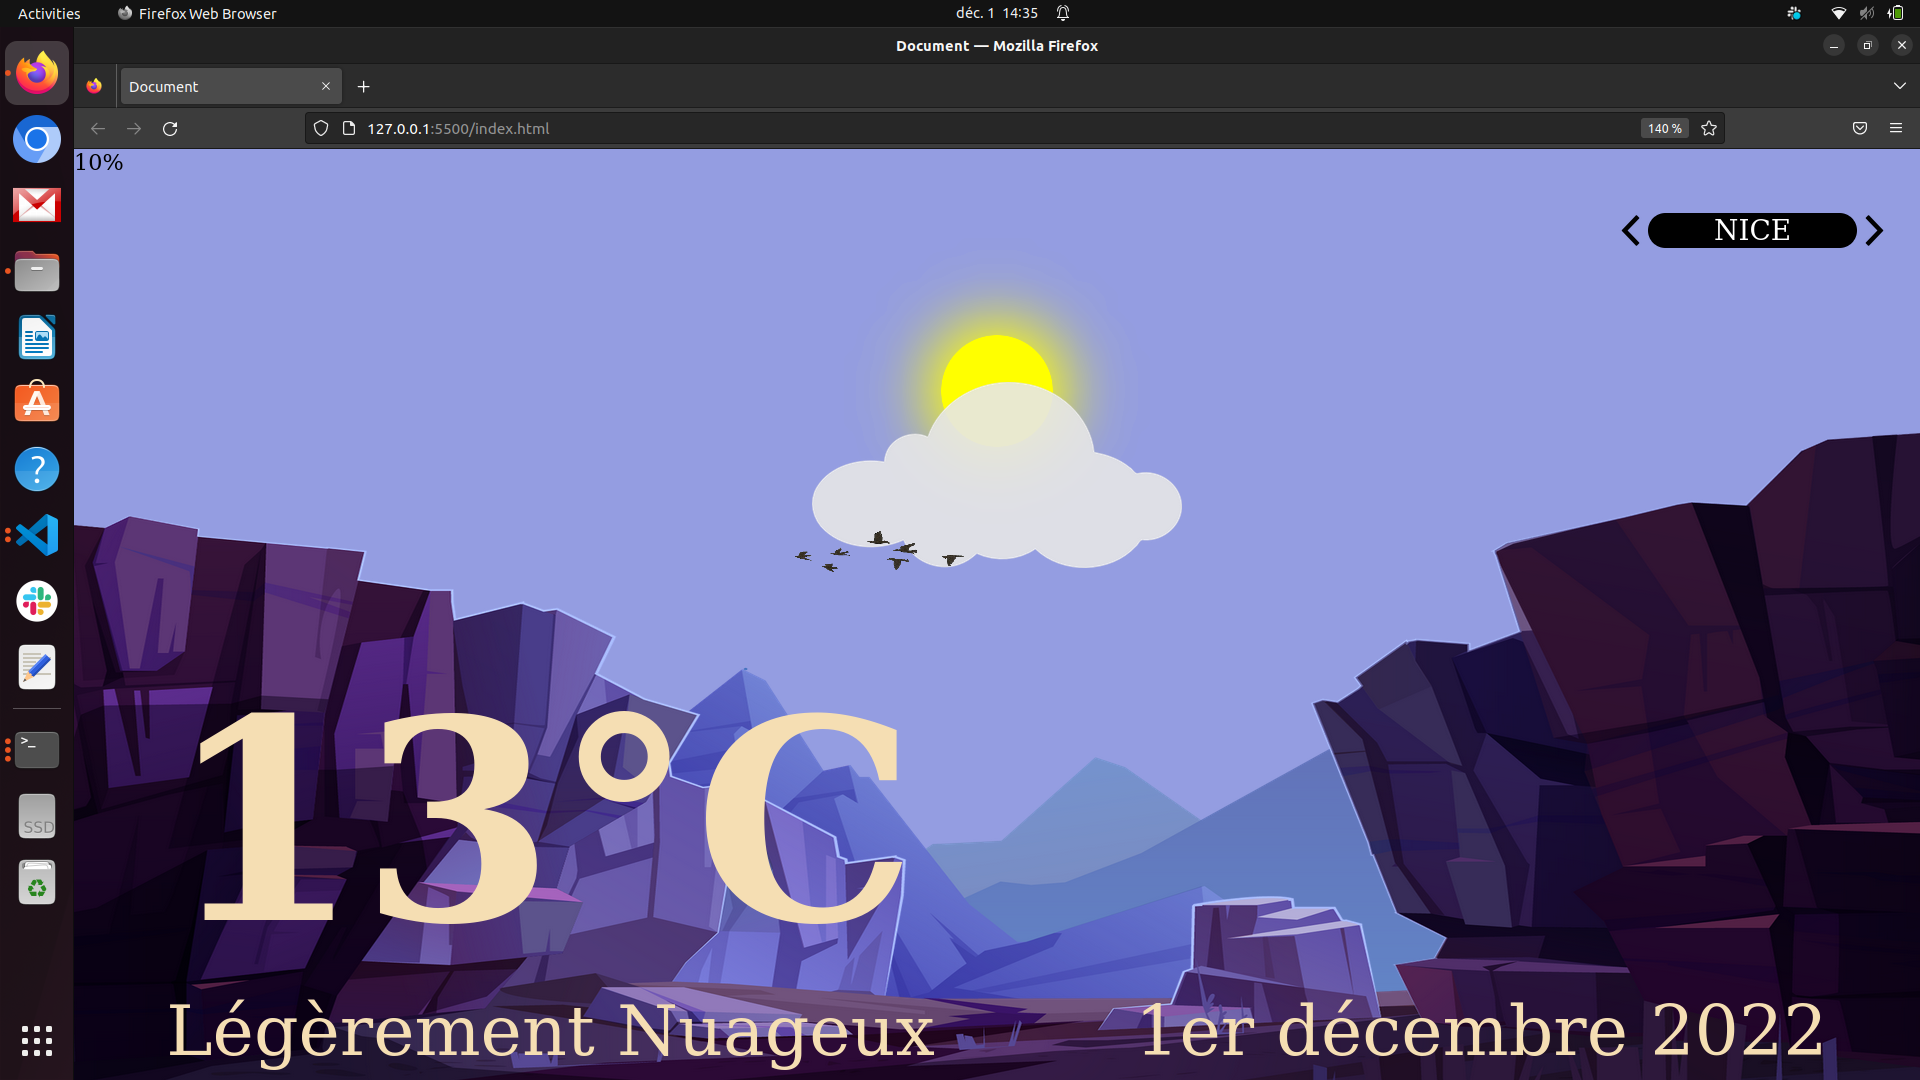 Activities Firefox Web Browser déc. 1 14:35
Document — Mozilla Firefox
Document
127.0.0.1:5500/index.html 140 %
10%
NICE
SSD
13°C
Légèrement Nuageux 1er décembre 2022